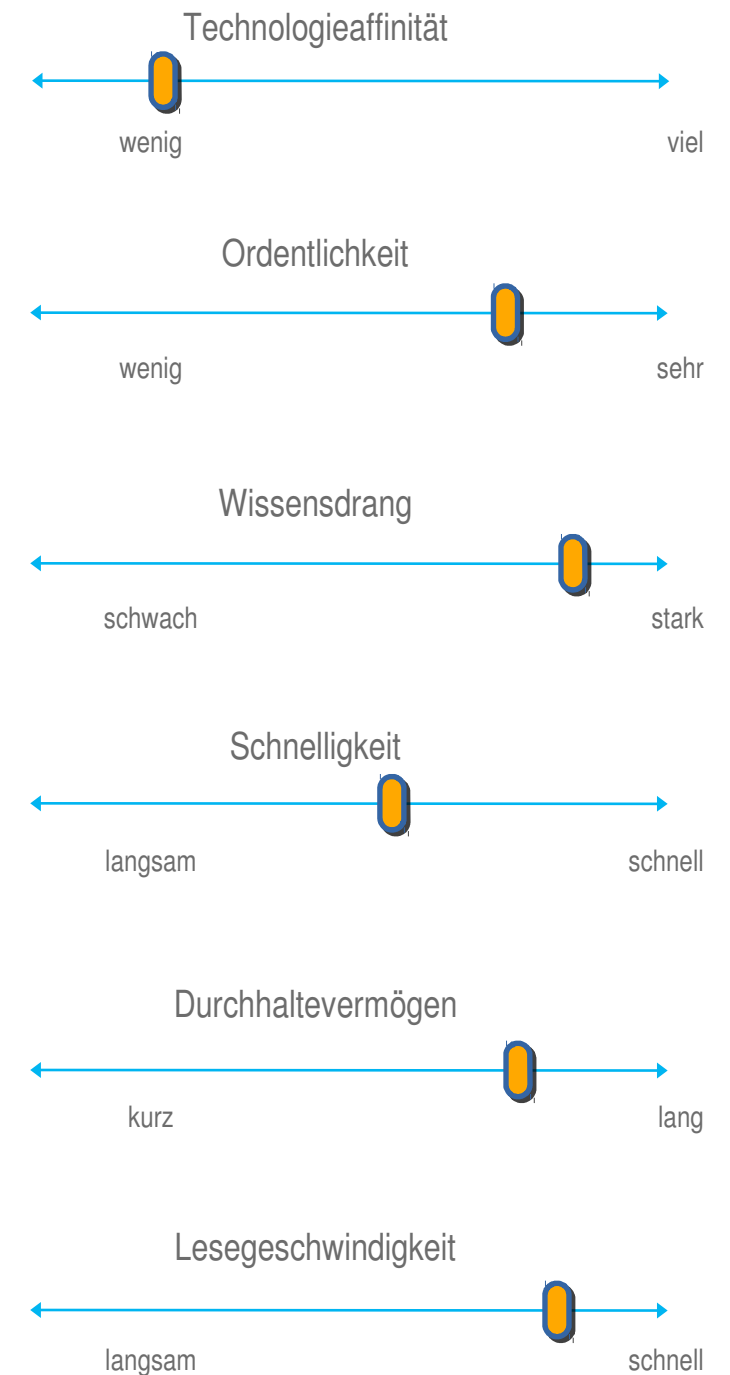 Technologieaffinität
wenig viel
Ordentlichkeit
wenig sehr
Wissensdrang
schwach stark
Schnelligkeit
langsam schnell
Durchhaltevermögen
kurz lang
Lesegeschwindigkeit
langsam schnell